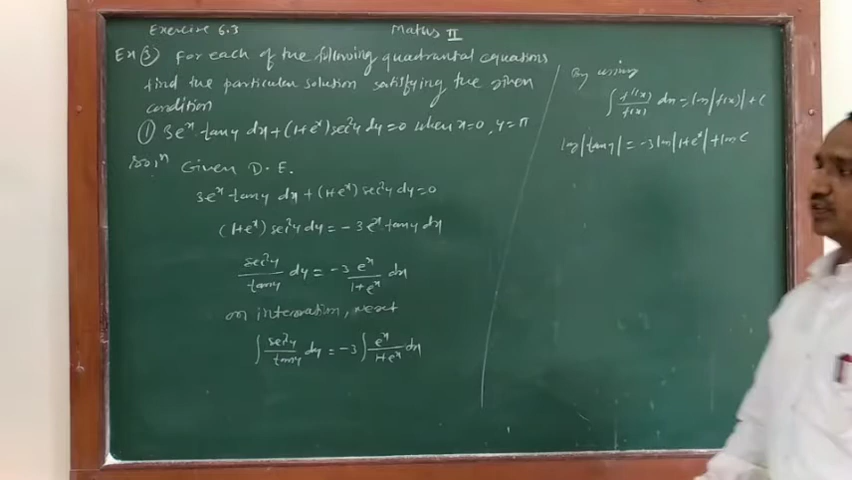 Exercise 6.3
Maths II
Ex (3) For each of the following quadrantal equations
find the particular solution satisfying the given
condition
(1) 3e^x tany dx + (1+e^x) sec²y dy = 0 when x=0, y=π
Solⁿ Given D.E.
3e^x tany dx + (1+e^x) sec²y dy = 0
(1+e^x) sec²y dy = -3 e^x tany dx
sec²y/tany dy = -3 e^x/1+e^x dx
on integration, we get
∫ sec²y/tany dy = -3 ∫ e^x/1+e^x dx
By using
∫ f'(x)/f(x) dx = log|f(x)| + c
log|tany| = -3 log|1+e^x| + log c